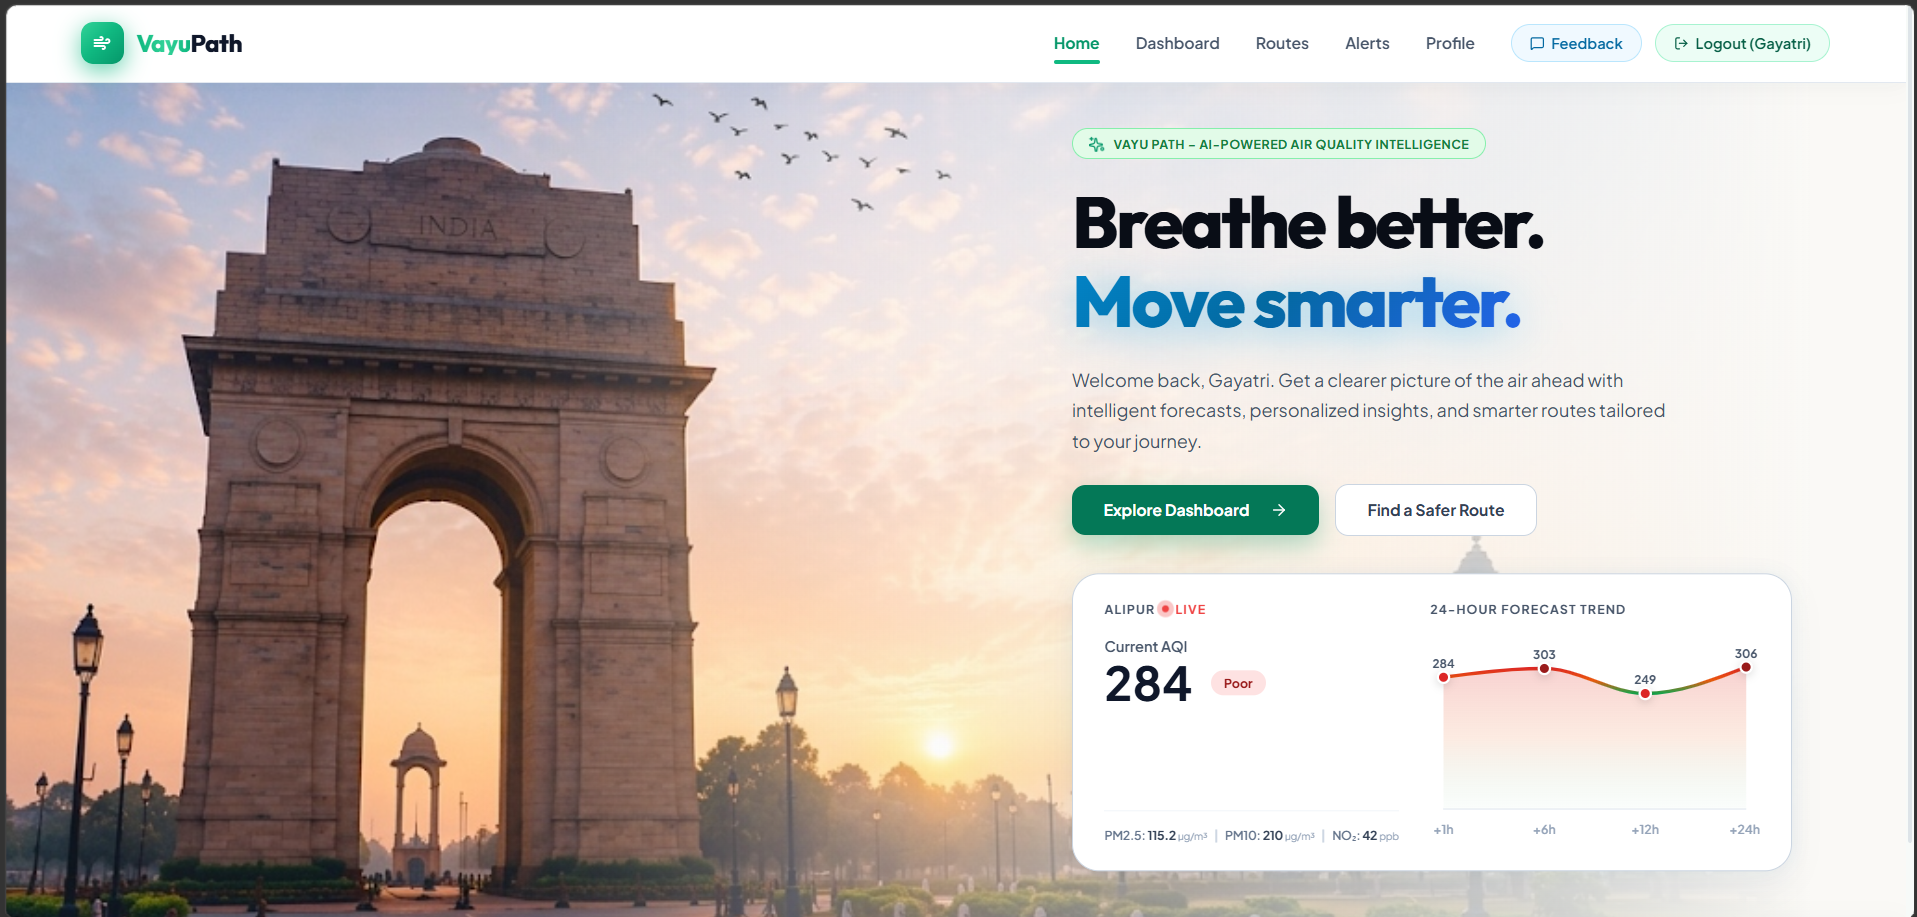 VayuPath
Home Dashboard Routes Alerts Profile Feedback Logout (Gayatri)
INDIA
VAYU PATH – AI-POWERED AIR QUALITY INTELLIGENCE
Breathe better.
Move smarter.
Welcome back, Gayatri. Get a clearer picture of the air ahead with
intelligent forecasts, personalized insights, and smarter routes tailored
to your journey.
Explore Dashboard → Find a Safer Route
ALIPUR LIVE
Current AQI
284 Poor
PM2.5: 115.2 µg/m³ | PM10: 210 µg/m³ | NO₂: 42 ppb
24-HOUR FORECAST TREND
284 303 249 306
+1h +6h +12h +24h